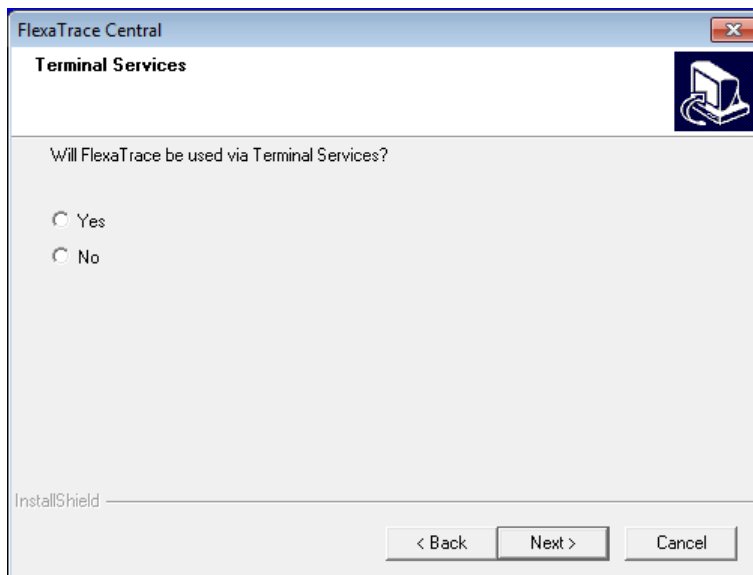 FlexaTrace Central
Terminal Services
Will FlexaTrace be used via Terminal Services?
Yes
No
InstallShield
< Back
Next >
Cancel